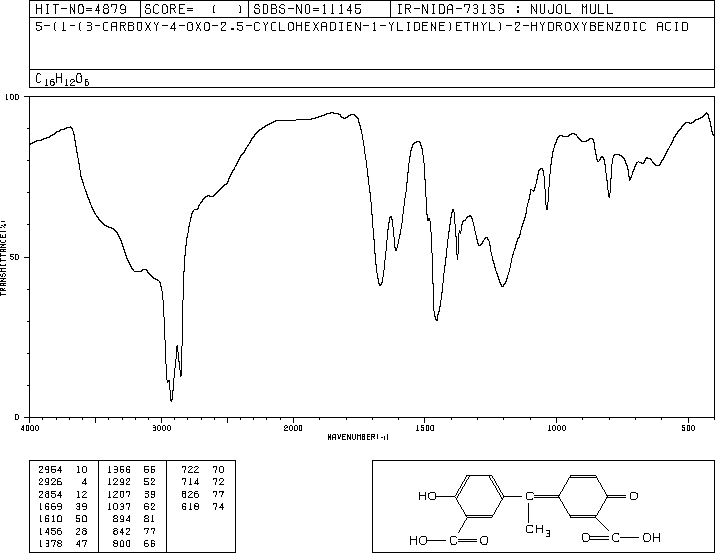 HIT-NO=4879 SCORE= ( ) SDBS-NO=11145 IR-NIDA-73135 : NUJOL MULL
5-(1-(3-CARBOXY-4-OXO-2,5-CYCLOHEXADIEN-1-YLIDENE)ETHYL)-2-HYDROXYBENZOIC ACID
C16H12O6
100
TRANSMITTANCE(%)
50
0
4000 3000 2000 1500 1000 500
WAVENUMBER(-1)
2954 10 1366 66 722 70
2926 4 1292 52 714 72
2854 12 1207 39 626 77
1669 39 1037 62 618 74
1610 50 894 81
1456 28 842 77
1378 47 800 66
HO C O
CH3
HO C O C O OH